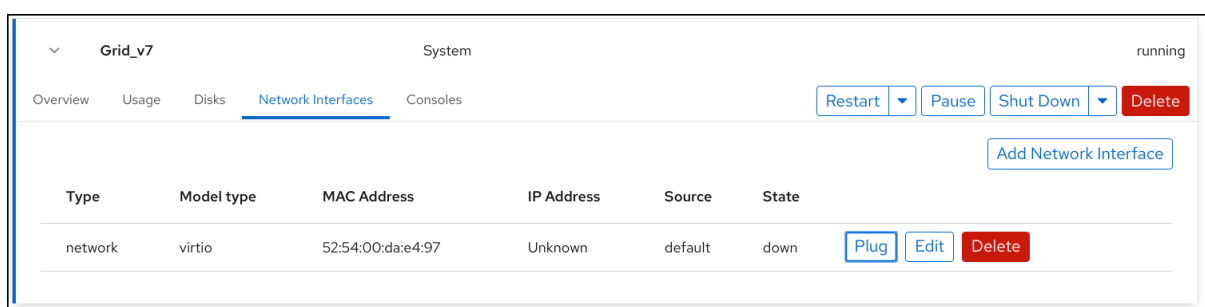 Grid_v7 System running
Overview Usage Disks Network Interfaces Consoles Restart Pause Shut Down Delete
Add Network Interface
Type Model type MAC Address IP Address Source State
network virtio 52:54:00:da:e4:97 Unknown default down Plug Edit Delete